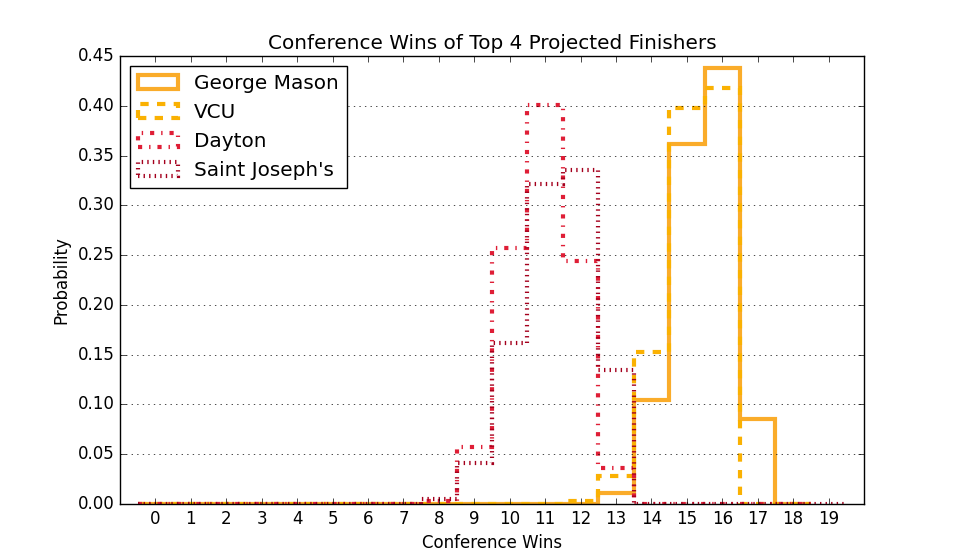 Conference Wins of Top 4 Projected Finishers
0.45
0.40
0.35
0.30
0.25
0.20
0.15
0.10
0.05
0.00
Probability
George Mason
VCU
Dayton
Saint Joseph's
0 1 2 3 4 5 6 7 8 9 10 11 12 13 14 15 16 17 18 19
Conference Wins